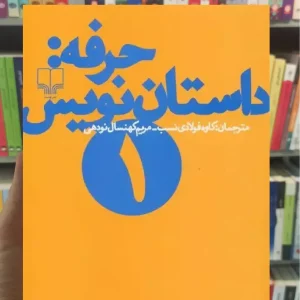 حرفه:
داستان‌نویس
مترجمان: کاوه فولادی‌نسب - مریم کهنسال نودهی
۱